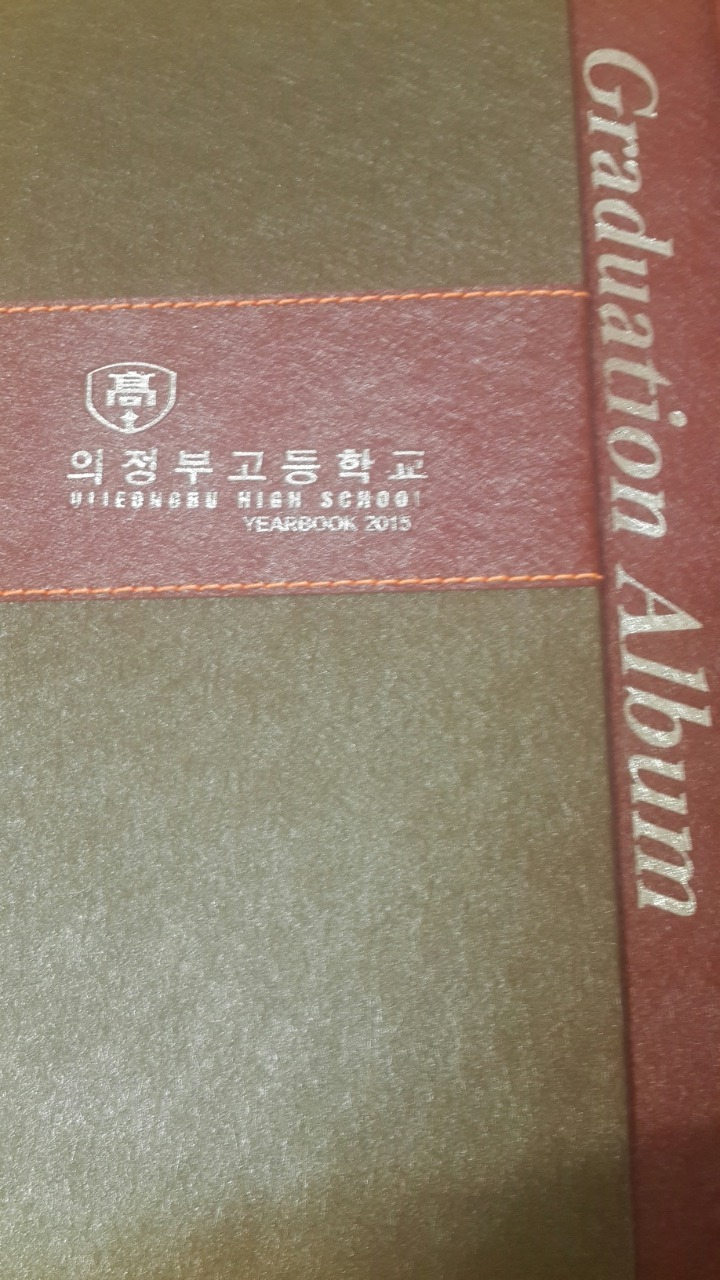 高
의정부고등학교
UIJEONGBU HIGH SCHOOL
YEARBOOK 2015
Graduation Album